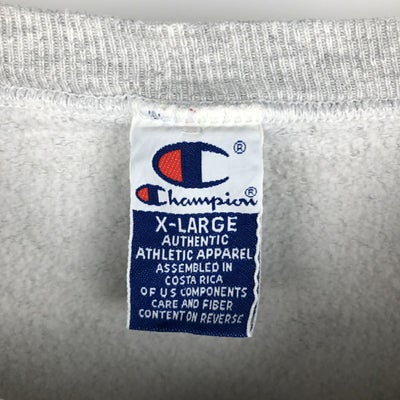 ®
Champion®
X-LARGE
AUTHENTIC
ATHLETIC APPAREL
ASSEMBLED IN
COSTA RICA
OF US COMPONENTS
CARE AND FIBER
CONTENT ON REVERSE